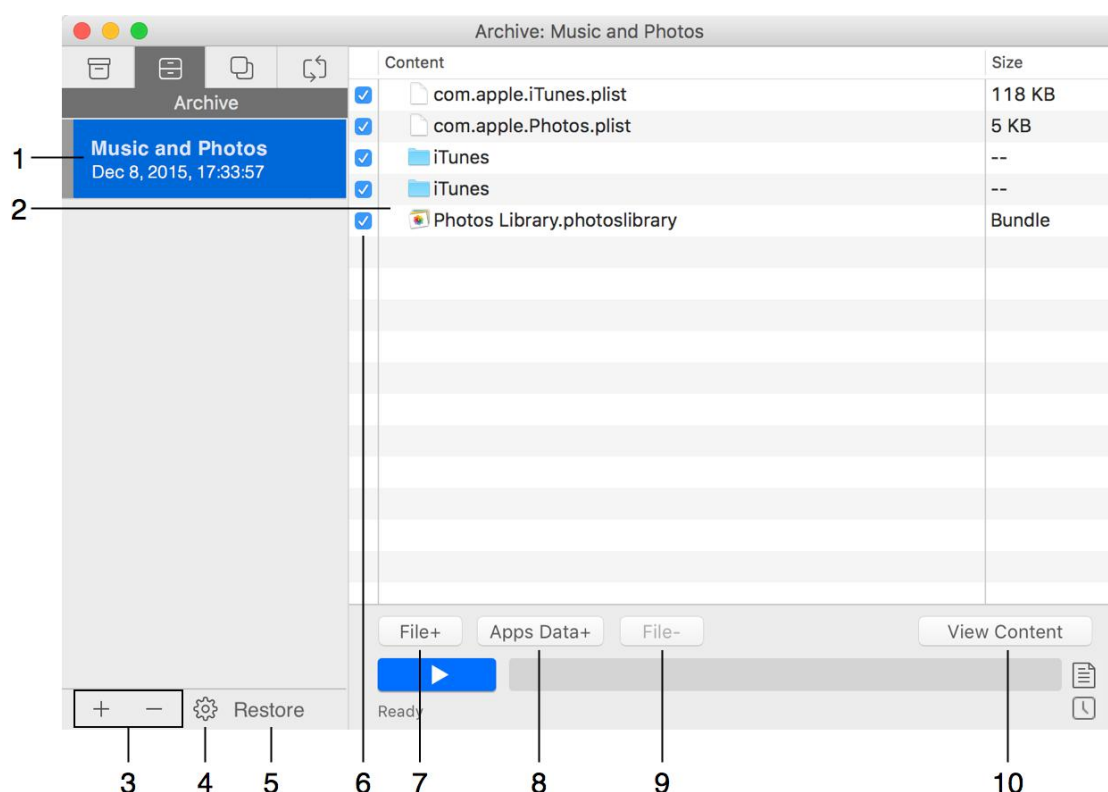 Archive: Music and Photos
Archive
Content Size
com.apple.iTunes.plist 118 KB
com.apple.Photos.plist 5 KB
1 Music and Photos
Dec 8, 2015, 17:33:57
iTunes --
iTunes --
2 Photos Library.photoslibrary Bundle
File+ Apps Data+ File- View Content
+ − Restore Ready
3 4 5 6 7 8 9 10